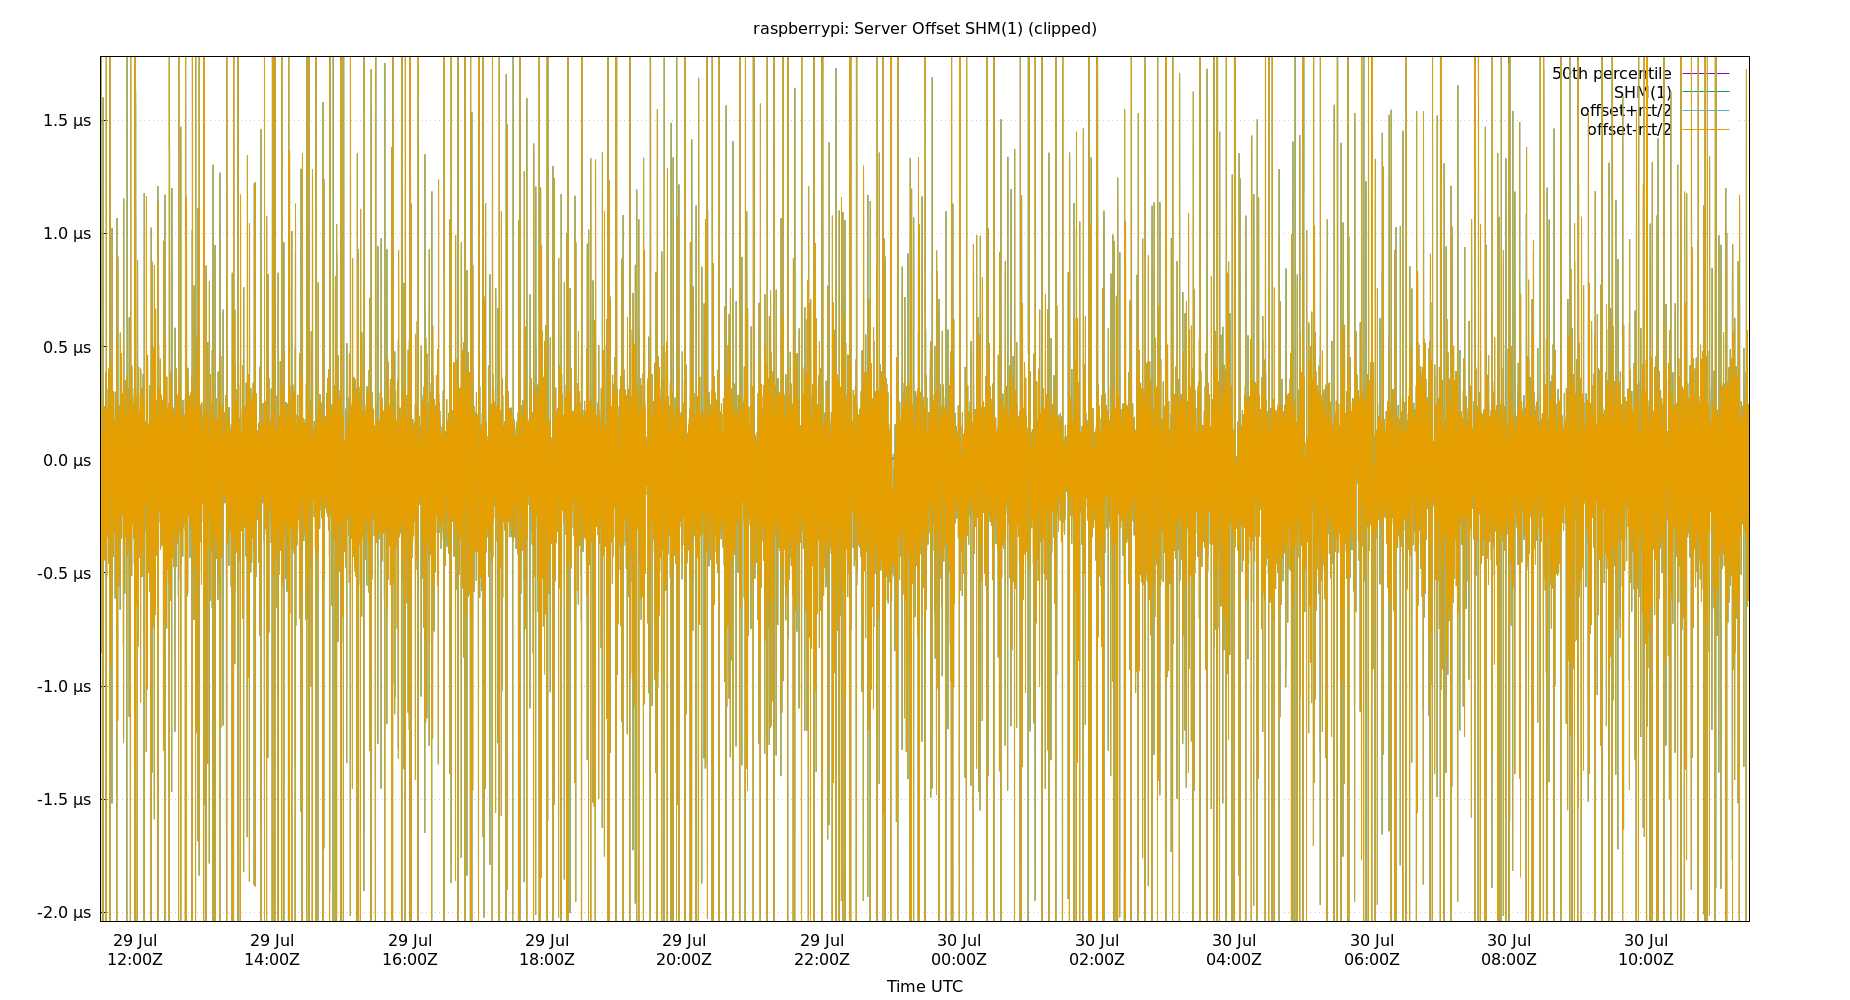 raspberrypi: Server Offset SHM(1) (clipped)
50th percentile
SHM(1)
offset+rtt/2
offset-rtt/2
1.5 µs
1.0 µs
0.5 µs
0.0 µs
-0.5 µs
-1.0 µs
-1.5 µs
-2.0 µs
29 Jul 29 Jul 29 Jul 29 Jul 29 Jul 29 Jul 30 Jul 30 Jul 30 Jul 30 Jul 30 Jul 30 Jul
12:00Z 14:00Z 16:00Z 18:00Z 20:00Z 22:00Z 00:00Z 02:00Z 04:00Z 06:00Z 08:00Z 10:00Z
Time UTC